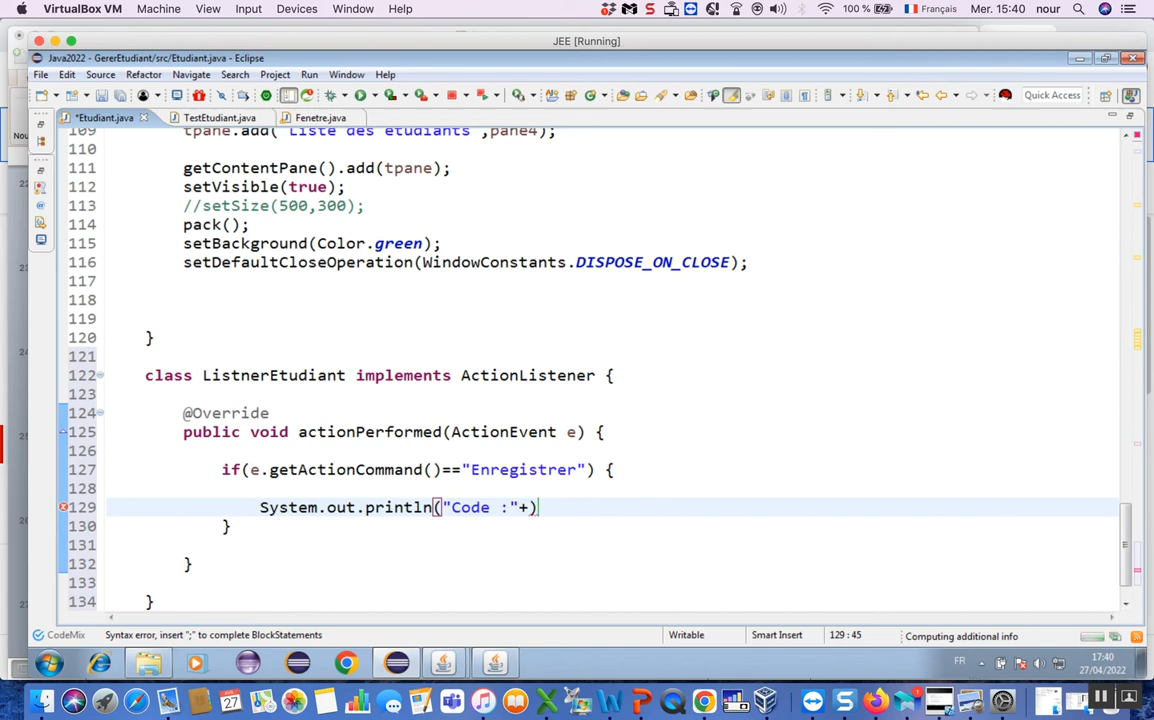 VirtualBox VM Machine View Input Devices Window Help 100 % Français Mer. 15:40 nour
JEE [Running]
Java2022 - GererEtudiant/src/Etudiant.java - Eclipse
File Edit Source Refactor Navigate Search Project Run Window Help
Quick Access
*Etudiant.java TestEtudiant.java Fenetre.java
109 tpane.add("Liste des etudiants",pane4);
110
111 getContentPane().add(tpane);
112 setVisible(true);
113 //setSize(500,300);
114 pack();
115 setBackground(Color.green);
116 setDefaultCloseOperation(WindowConstants.DISPOSE_ON_CLOSE);
117
118
119
120 }
121
122 class ListnerEtudiant implements ActionListener {
123
124 @Override
125 public void actionPerformed(ActionEvent e) {
126
127 if(e.getActionCommand()=="Enregistrer") {
128
129 System.out.println("Code :"+)
130 }
131
132 }
133
134 }
CodeMix Syntax error, insert ";" to complete BlockStatements Writable Smart Insert 129 : 45 Computing additional info
FR 17:40
27/04/2022